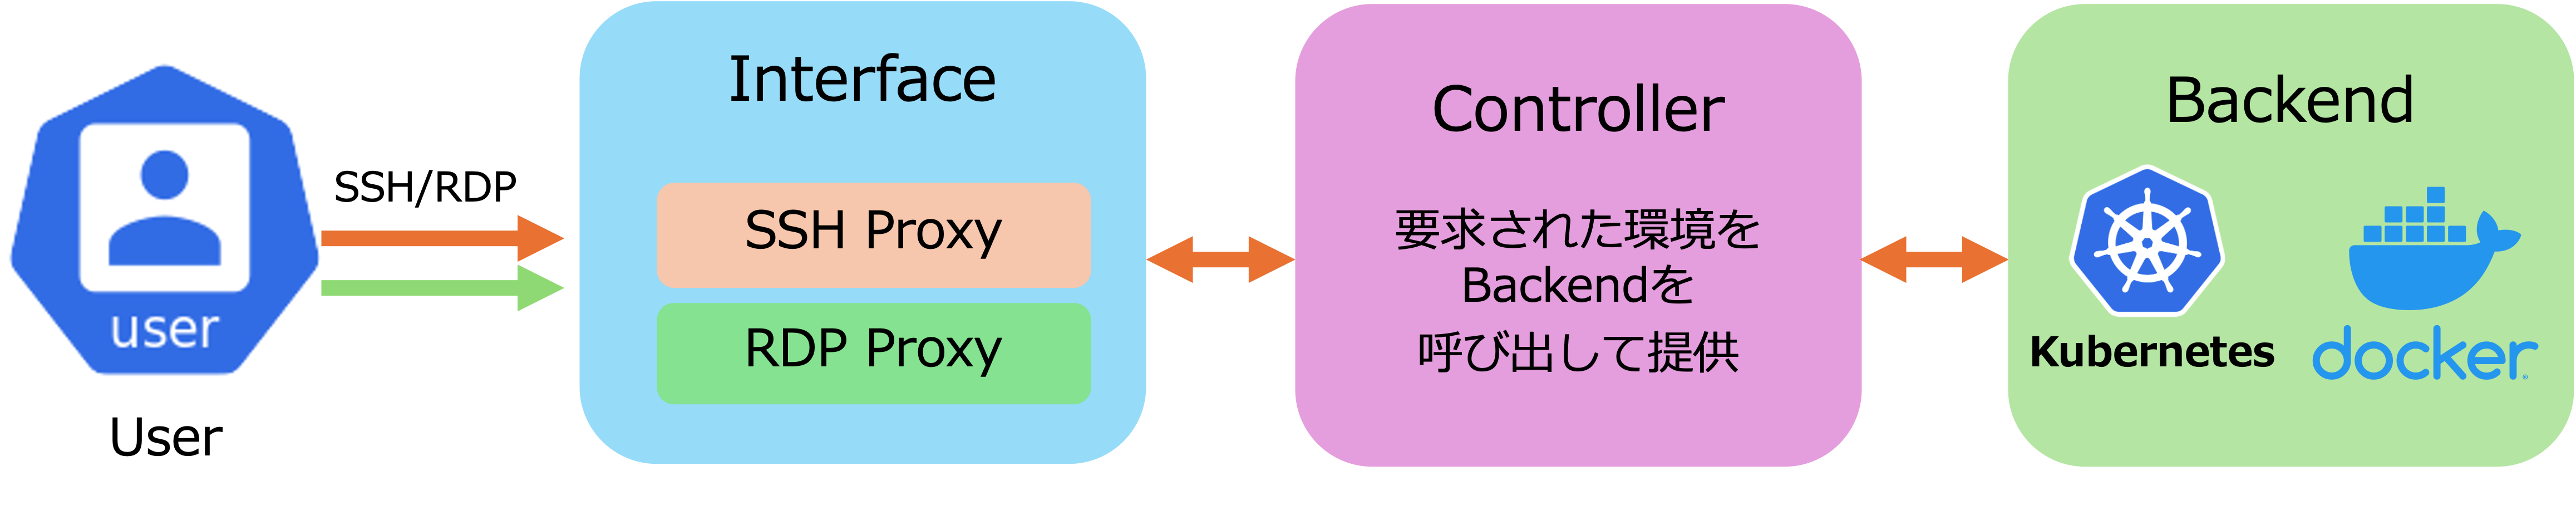 user
User
SSH/RDP
Interface
SSH Proxy
RDP Proxy
Controller
要求された環境を
Backendを
呼び出して提供
Backend
Kubernetes
docker